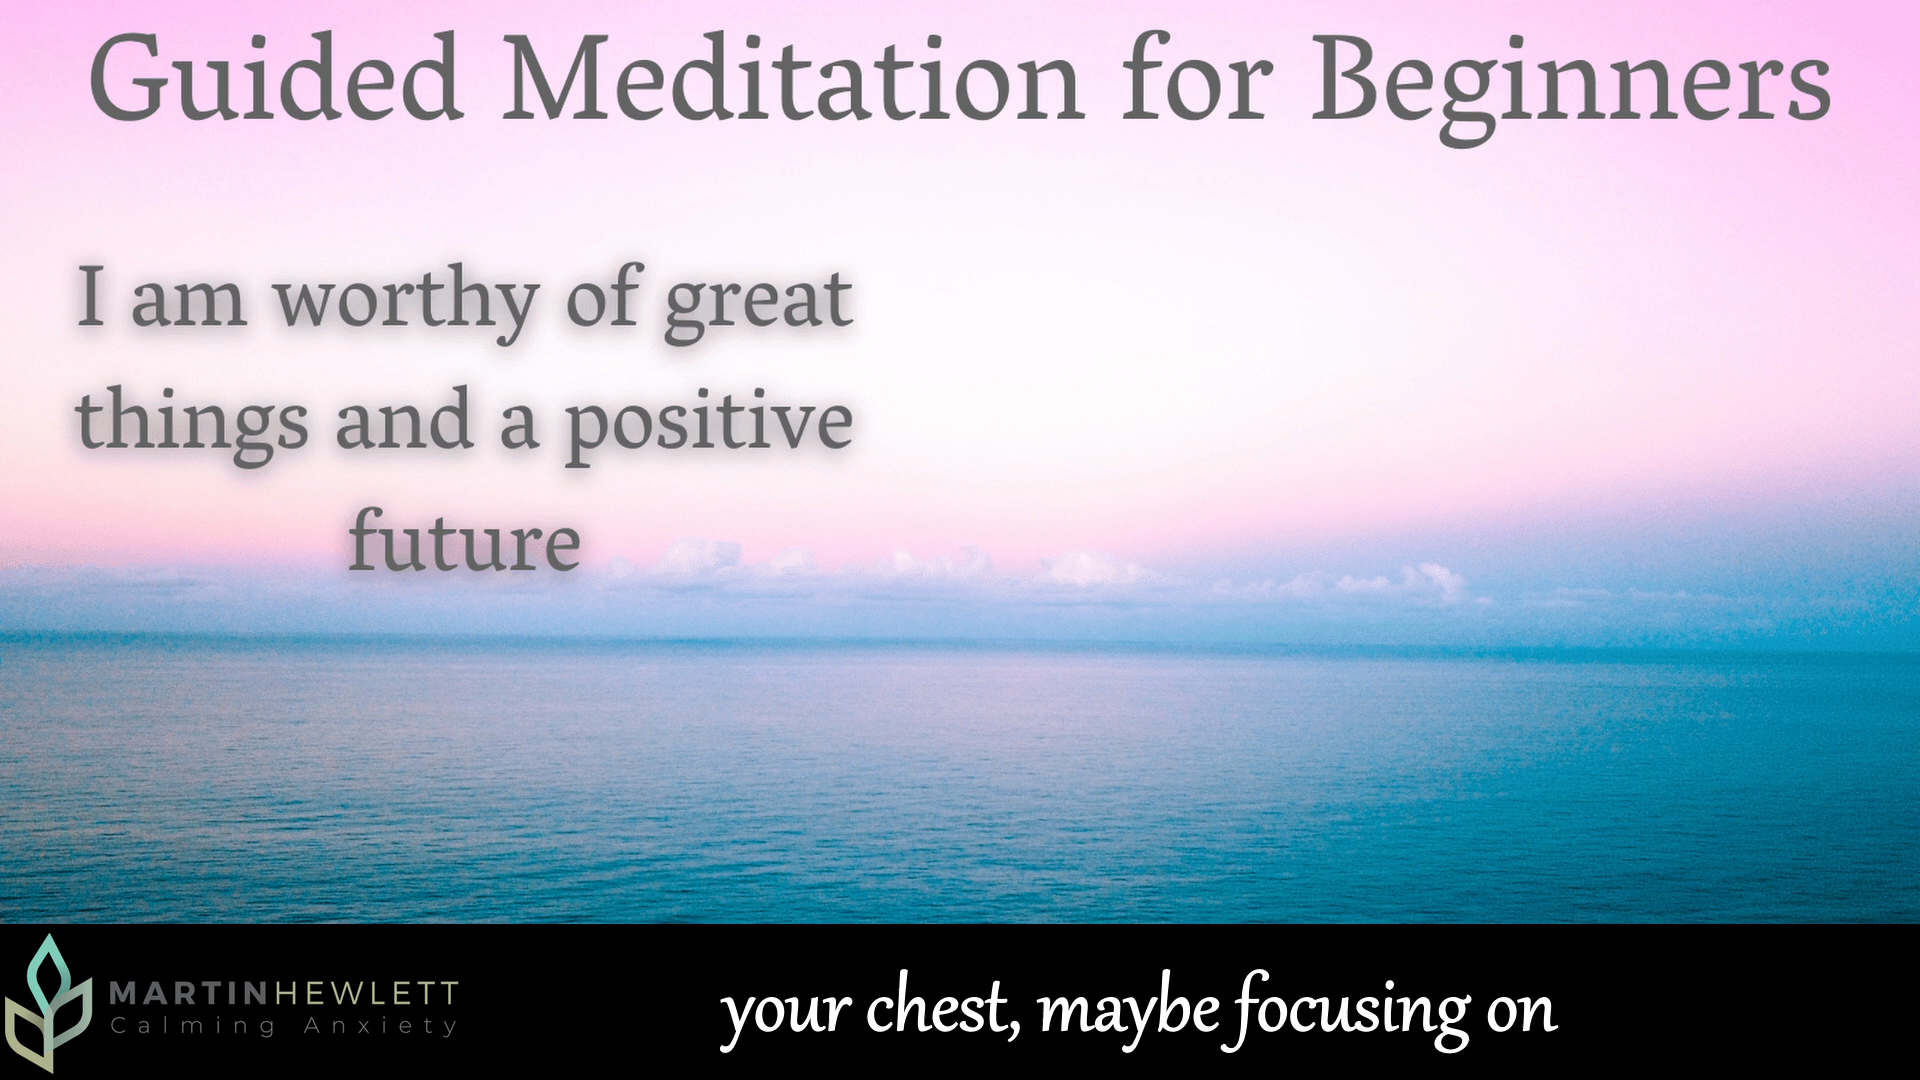 Guided Meditation for Beginners
I am worthy of great
things and a positive
future
MARTINHEWLETT
Calming Anxiety
your chest, maybe focusing on